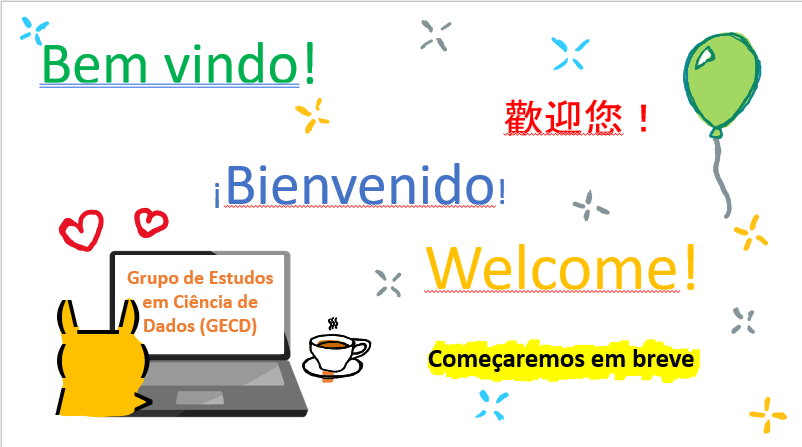 Bem vindo!
歡迎您！
¡Bienvenido!
Welcome!
Grupo de Estudos
em Ciência de
Dados (GECD)
Começaremos em breve